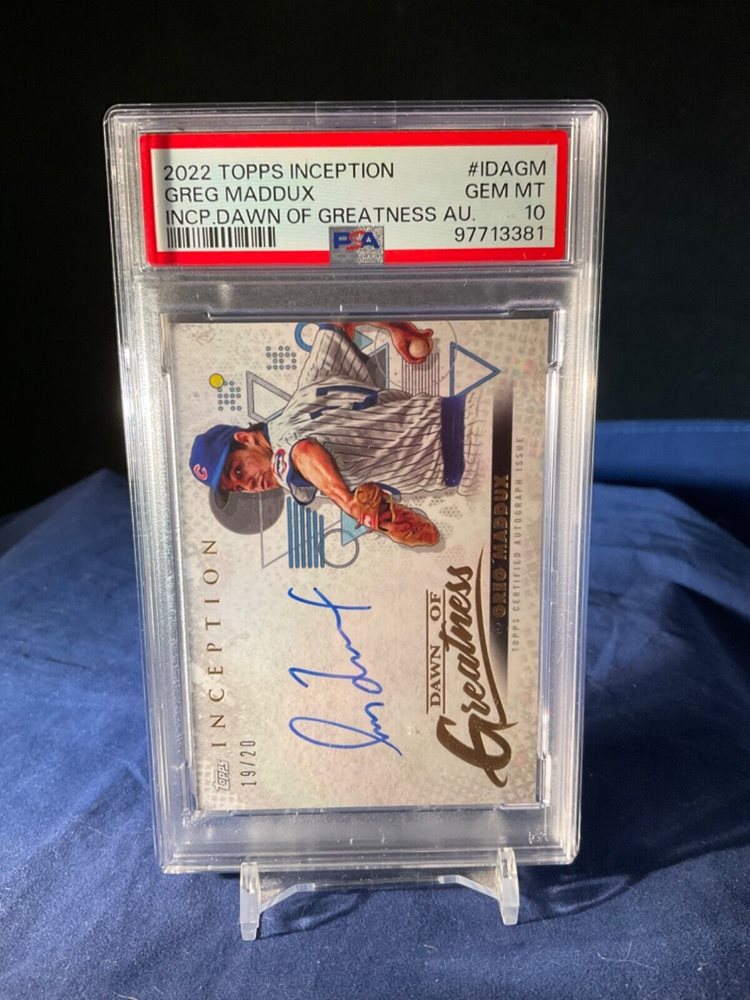 2022 TOPPS INCEPTION #IDAGM
GREG MADDUX GEM MT
INCP.DAWN OF GREATNESS AU. 10
97713381
PSA
C
TOPPS INCEPTION
19/20
DAWN OF
Greatness
GREG MADDUX
TOPPS CERTIFIED AUTOGRAPH ISSUE